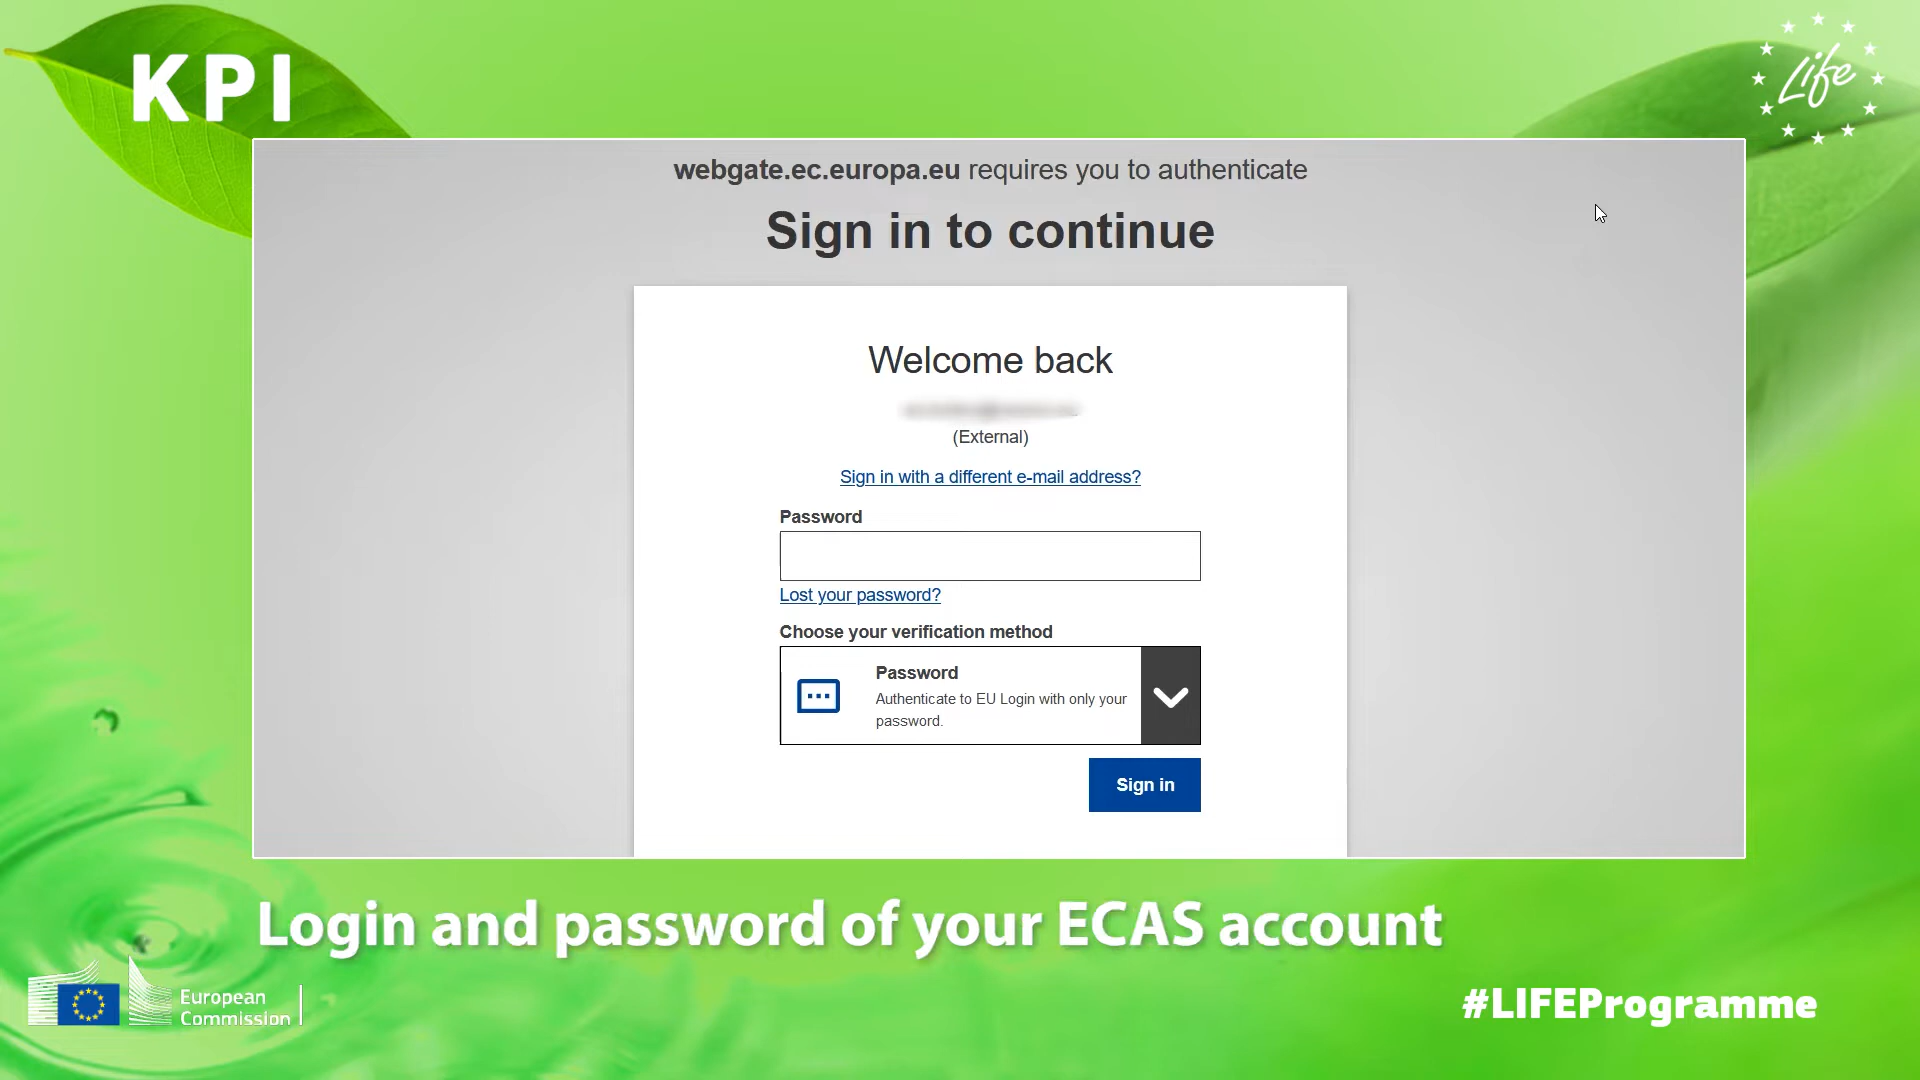 KPI
Life
webgate.ec.europa.eu requires you to authenticate
Sign in to continue
Welcome back
(External)
Sign in with a different e-mail address?
Password
Lost your password?
Choose your verification method
Password
Authenticate to EU Login with only your
password.
Sign in
Login and password of your ECAS account
European
Commission
#LIFEProgramme